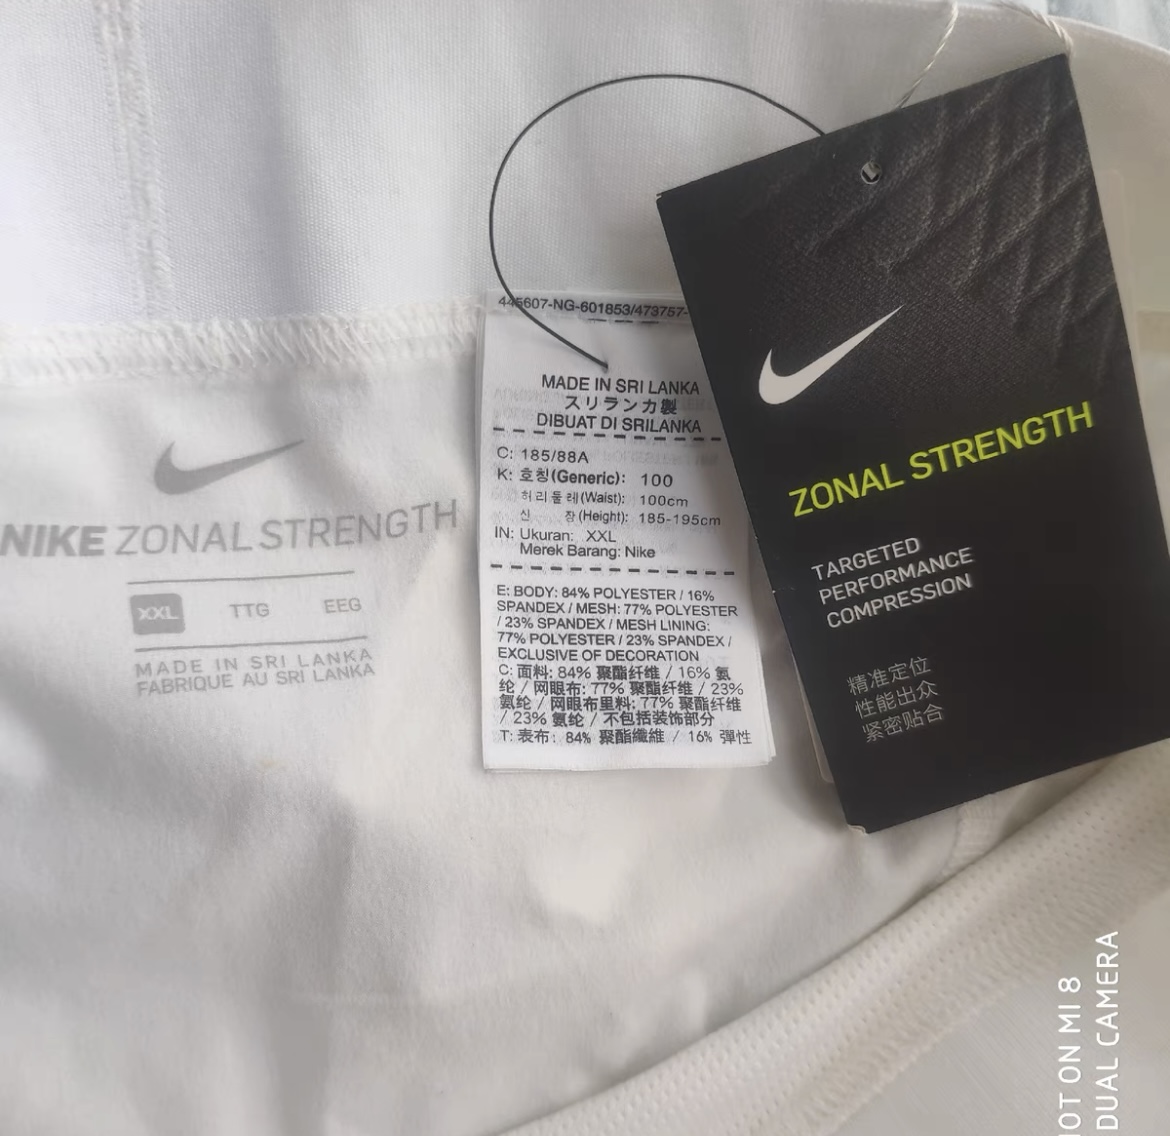 445607-NG-601853/473757-
MADE IN SRI LANKA
スリランカ製
DIBUAT DI SRILANKA
C: 185/88A
K: 호칭(Generic): 100
허리둘레(Waist): 100cm
신 장(Height): 185-195cm
IN: Ukuran: XXL
Merek Barang: Nike
E: BODY: 84% POLYESTER / 16%
SPANDEX / MESH: 77% POLYESTER
/ 23% SPANDEX / MESH LINING:
77% POLYESTER / 23% SPANDEX /
EXCLUSIVE OF DECORATION
C: 面料: 84% 聚酯纤维 / 16% 氨
纶 / 网眼布: 77% 聚酯纤维 / 23%
氨纶 / 网眼布里料: 77% 聚酯纤维
/ 23% 氨纶 / 不包括装饰部分
T: 表布: 84% 聚酯纖維 / 16% 彈性
NIKE ZONAL STRENGTH
XXL TTG EEG
MADE IN SRI LANKA
FABRIQUE AU SRI LANKA
ZONAL STRENGTH
TARGETED
PERFORMANCE
COMPRESSION
精准定位
性能出众
紧密贴合
OT ON MI 8
DUAL CAMERA